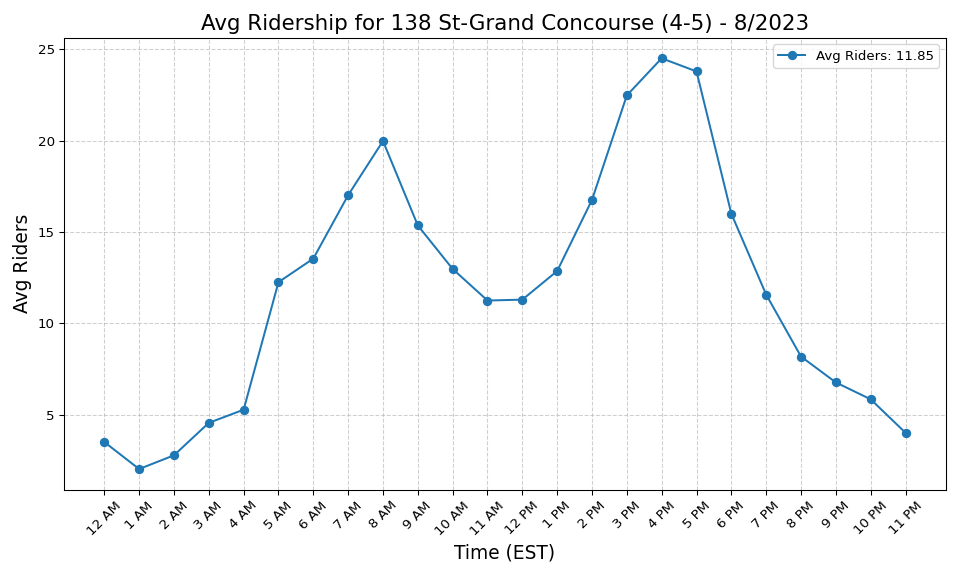 Avg Ridership for 138 St-Grand Concourse (4-5) - 8/2023
Avg Riders: 11.85
25
20
15
10
5
Avg Riders
12 AM
1 AM
2 AM
3 AM
4 AM
5 AM
6 AM
7 AM
8 AM
9 AM
10 AM
11 AM
12 PM
1 PM
2 PM
3 PM
4 PM
5 PM
6 PM
7 PM
8 PM
9 PM
10 PM
11 PM
Time (EST)